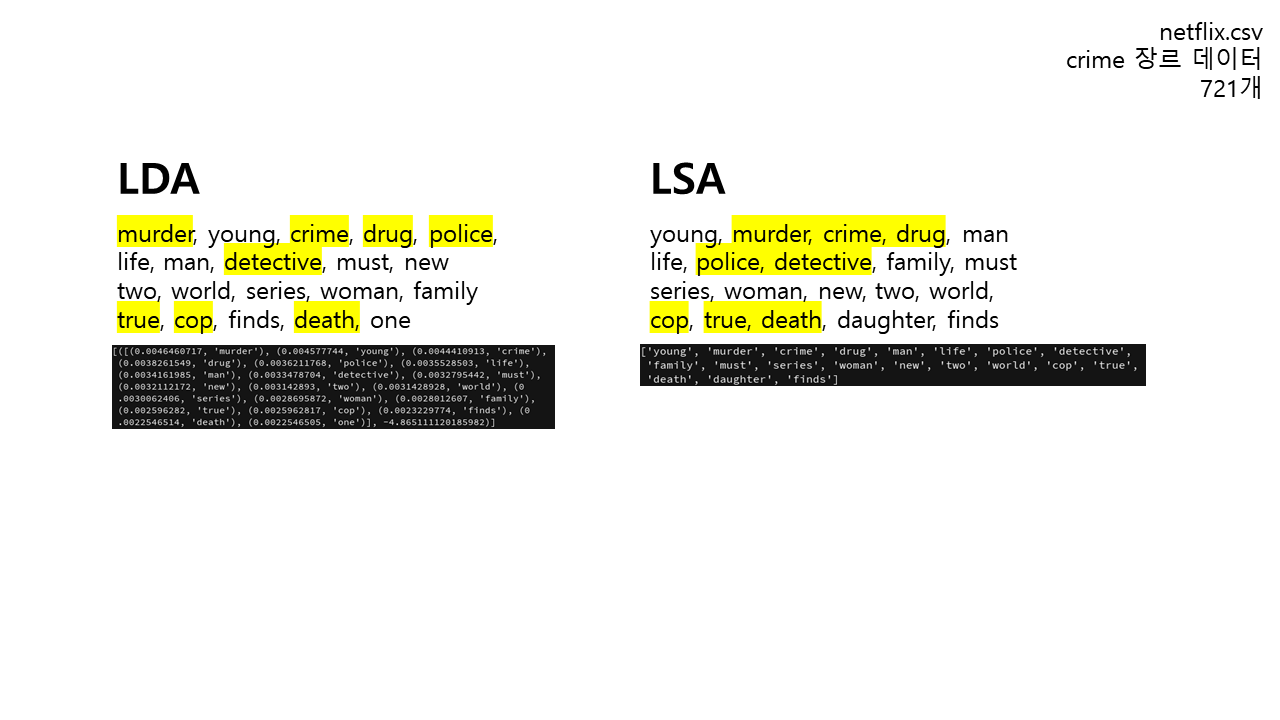 netflix.csv
crime 장르 데이터
721개
LDA
murder, young, crime, drug, police,
life, man, detective, must, new
two, world, series, woman, family
true, cop, finds, death, one
[([(0.0046460717, 'murder'), (0.004577744, 'young'), (0.0044410913, 'crime'),
(0.0038261549, 'drug'), (0.0036211768, 'police'), (0.0035528503, 'life'),
(0.0034161985, 'man'), (0.0033478704, 'detective'), (0.0032795442, 'must'),
(0.0032112172, 'new'), (0.003142893, 'two'), (0.0031428928, 'world'), (0
.0030062406, 'series'), (0.0028695872, 'woman'), (0.0028012607, 'family'),
(0.002596282, 'true'), (0.0025962817, 'cop'), (0.0023229774, 'finds'), (0
.0022546514, 'death'), (0.0022546505, 'one')], -4.865111120185982)]
LSA
young, murder, crime, drug, man
life, police, detective, family, must
series, woman, new, two, world,
cop, true, death, daughter, finds
['young', 'murder', 'crime', 'drug', 'man', 'life', 'police', 'detective',
'family', 'must', 'series', 'woman', 'new', 'two', 'world', 'cop', 'true',
'death', 'daughter', 'finds']